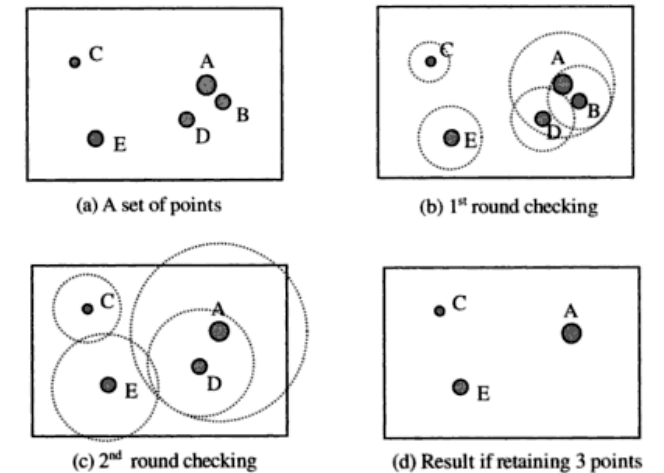 C
A
B
D
E
(a) A set of points
C
A
B
D
E
(b) 1st round checking
C
A
D
E
(c) 2nd round checking
C
A
E
(d) Result if retaining 3 points